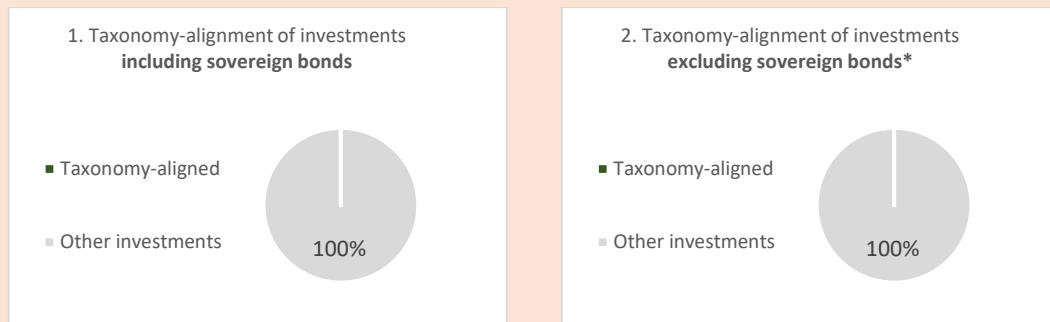 1. Taxonomy-alignment of investments
including sovereign bonds
Taxonomy-aligned
Other investments
100%
2. Taxonomy-alignment of investments
excluding sovereign bonds*
Taxonomy-aligned
Other investments
100%